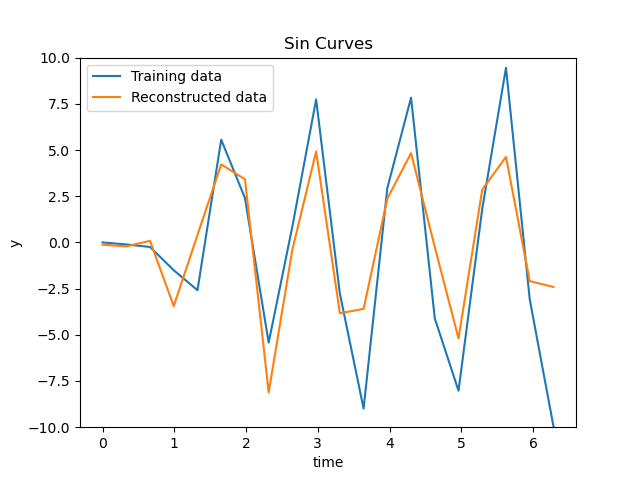 Sin Curves
Training data
Reconstructed data
10.0
7.5
5.0
2.5
0.0
−2.5
−5.0
−7.5
−10.0
y
0 1 2 3 4 5 6
time